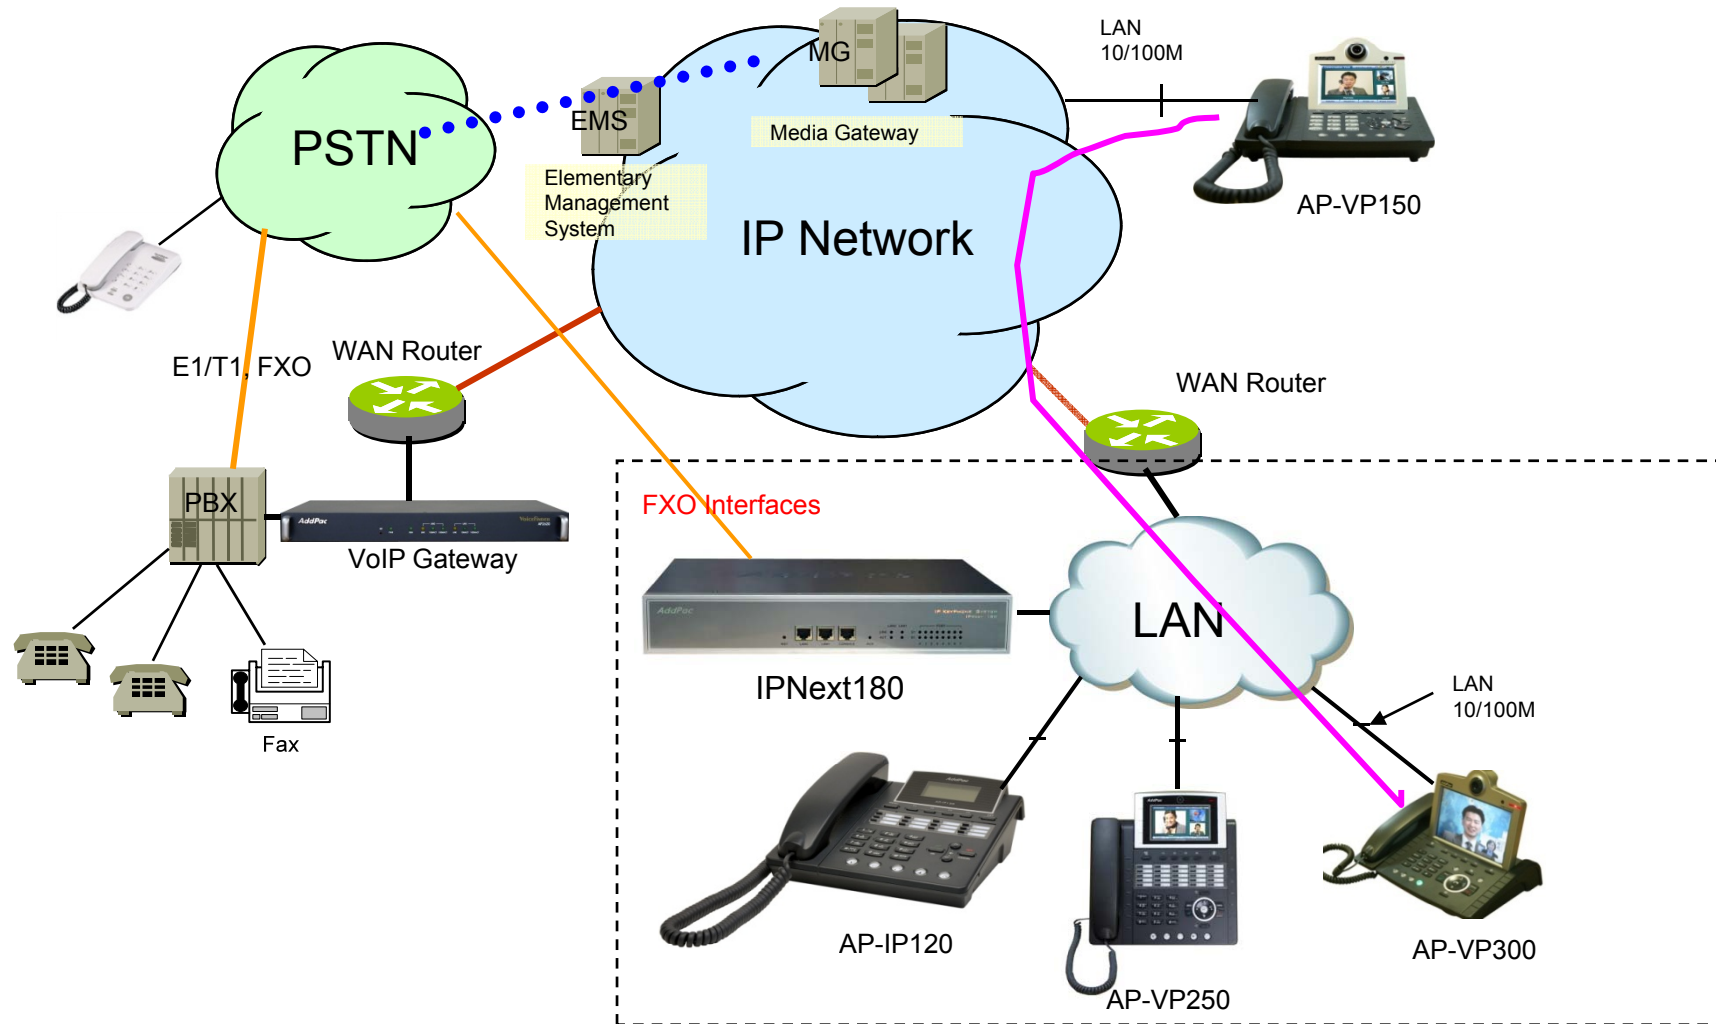 LAN
10/100M
MG
EMS
PSTN
Media Gateway
Elementary
Management
System
AP-VP150
IP Network
WAN Router
E1/T1, FXO
WAN Router
PBX
FXO Interfaces
AddPac
VoIP Gateway
AddPac
LAN
IPNext180
LAN
10/100M
Fax
AP-IP120
AP-VP300
AP-VP250